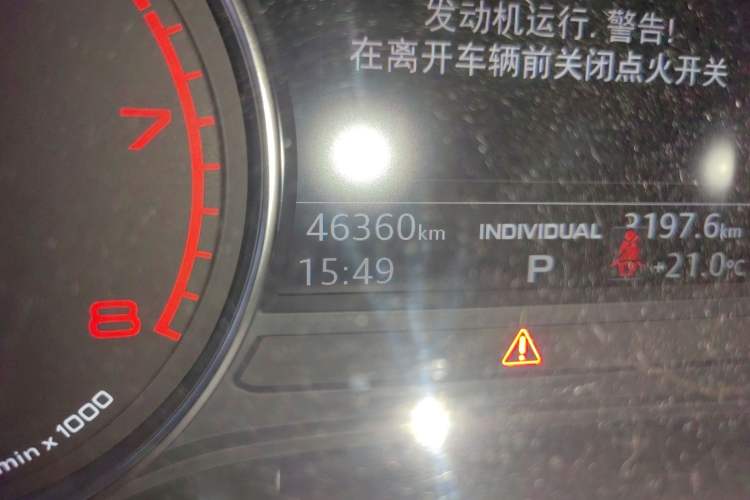 发动机运行. 警告!
在离开车辆前关闭点火开关
7
46360km INDIVIDUAL 3197.6km
15:49 P +21.0°C
8
min x 1000